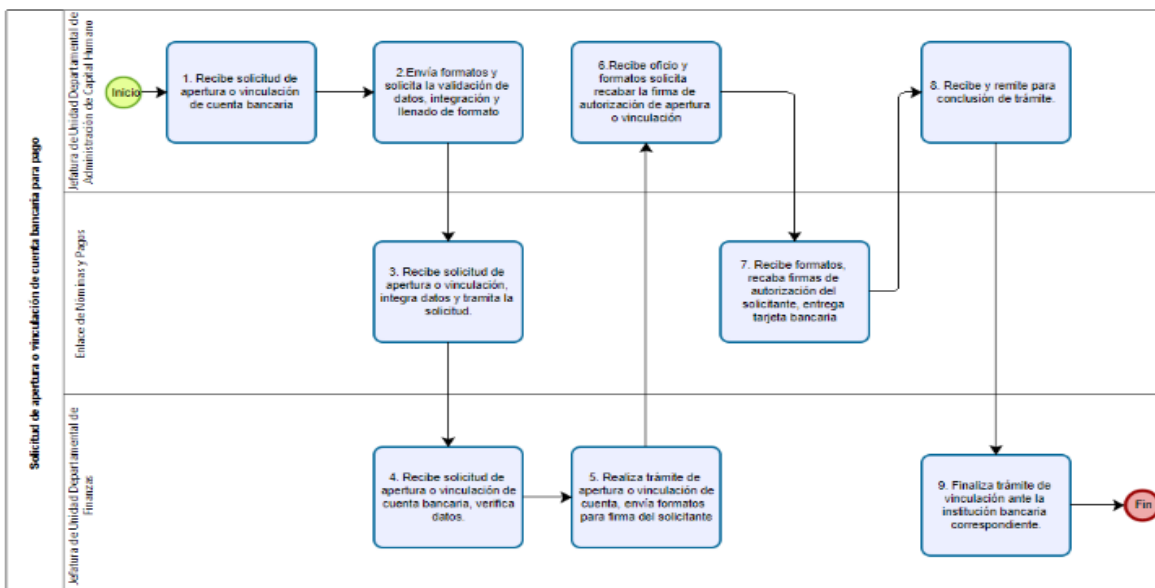 Solicitud de apertura o vinculación de cuenta bancaria para pago
Jefatura de Unidad Departamental de
Administración de Capital Humano
Inicio
1. Recibe solicitud de
apertura o vinculación
de cuenta bancaria
2.Envía formatos y
solicita la validación de
datos, integración y
llenado de formato
6.Recibe oficio y
formatos solicita
recabar la firma de
autorización de apertura
o vinculación
8. Recibe y remite para
conclusión de trámite.
Enlace de Nóminas y Pagos
3. Recibe solicitud de
apertura o vinculación,
integra datos y tramita la
solicitud.
7. Recibe formatos,
recaba firmas de
autorización del
solicitante, entrega
tarjeta bancaria
Jefatura de Unidad Departamental de
Finanzas
4. Recibe solicitud de
apertura o vinculación de
cuenta bancaria, verifica
datos.
5. Realiza trámite de
apertura o vinculación de
cuenta, envía formatos
para firma del solicitante
9. Finaliza trámite de
vinculación ante la
institución bancaria
correspondiente.
Fin